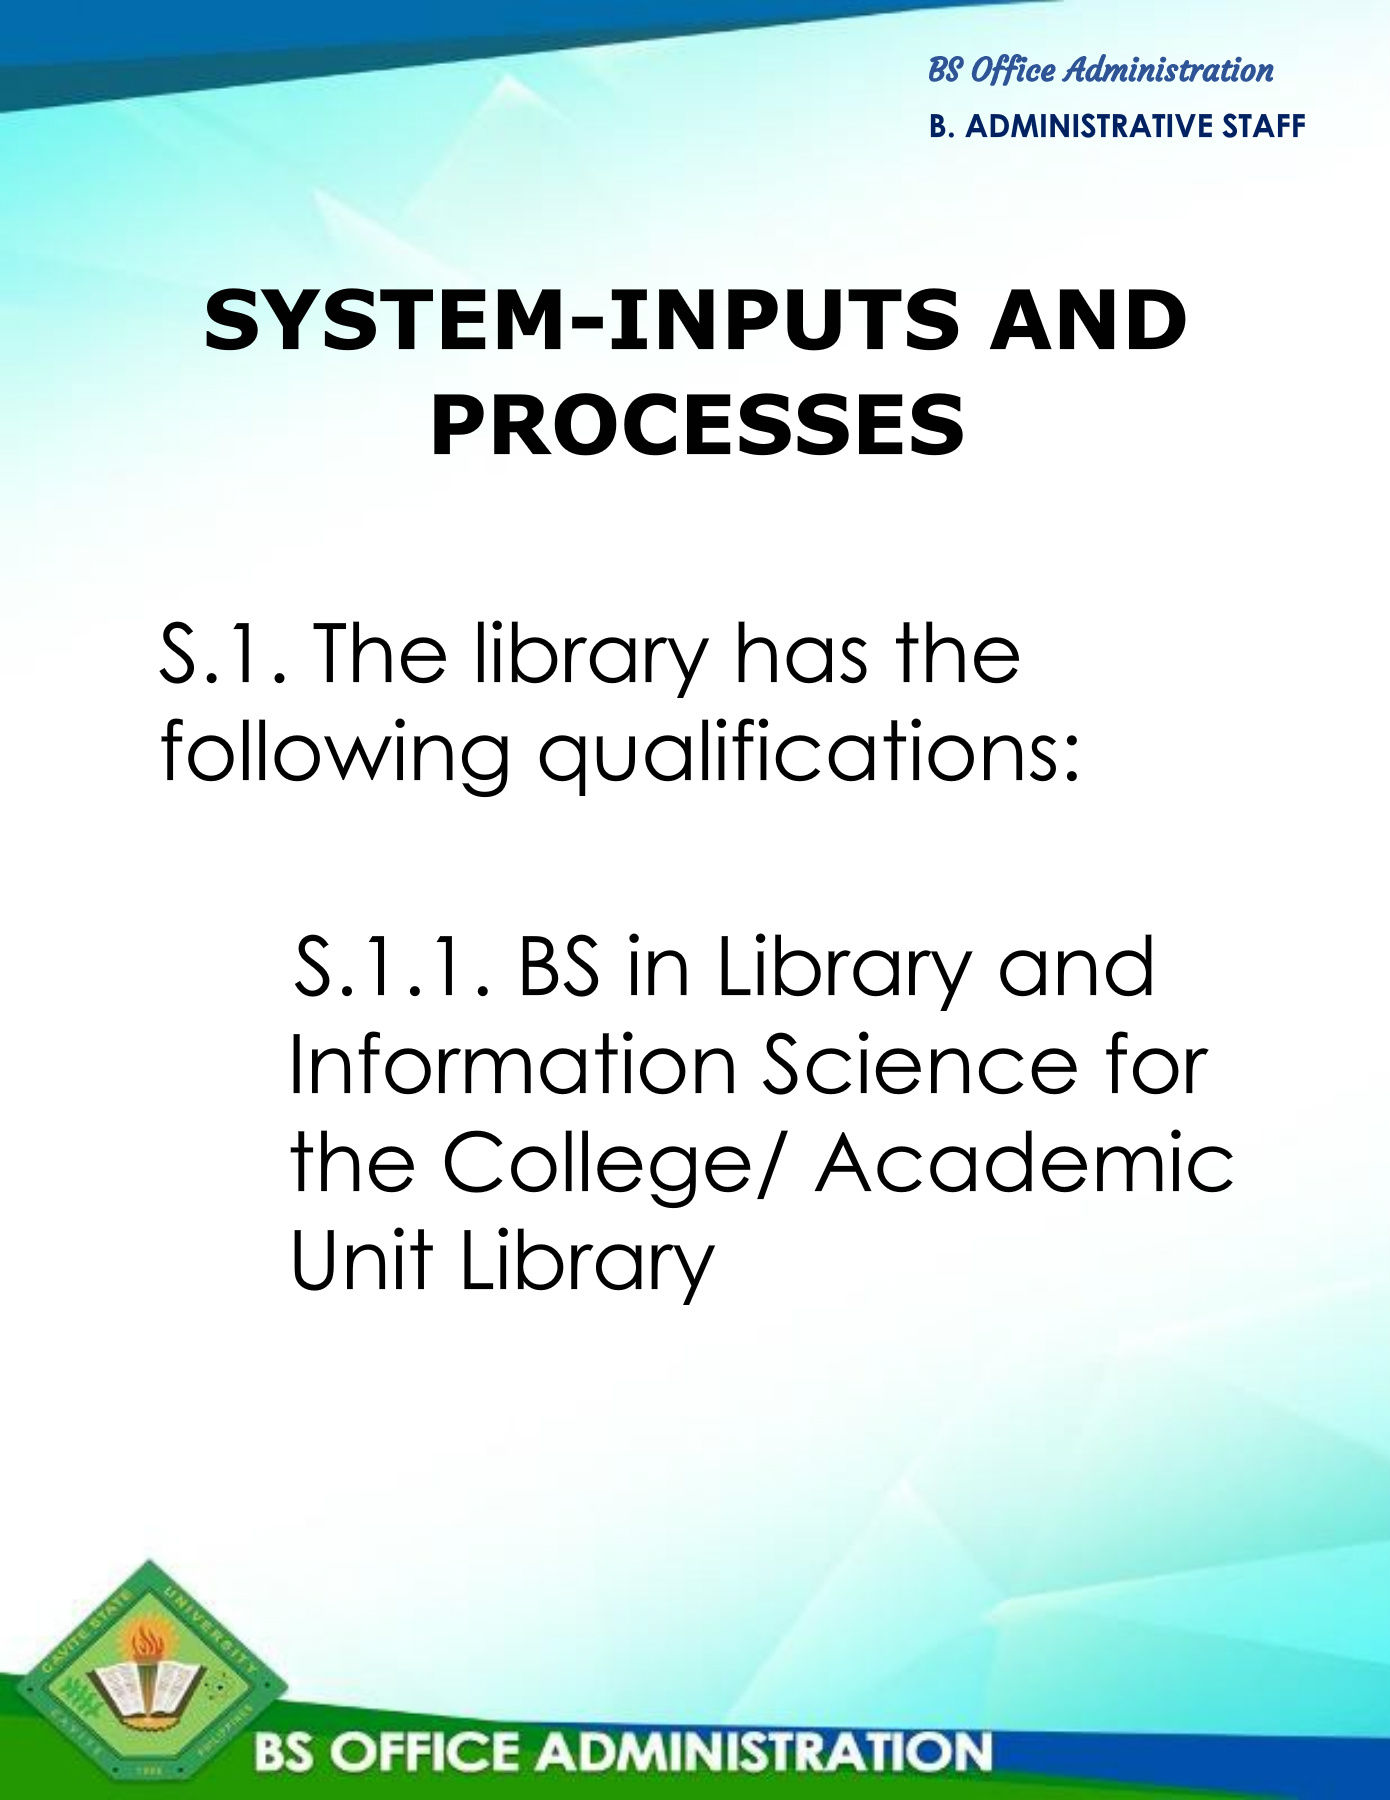 BS Office Administration
B. ADMINISTRATIVE STAFF
SYSTEM-INPUTS AND
PROCESSES
S.1. The library has the
following qualifications:
S.1.1. BS in Library and
Information Science for
the College/ Academic
Unit Library
CAVITE STATE UNIVERSITY
CAVITE
PHILIPPINES
1906
BS OFFICE ADMINISTRATION